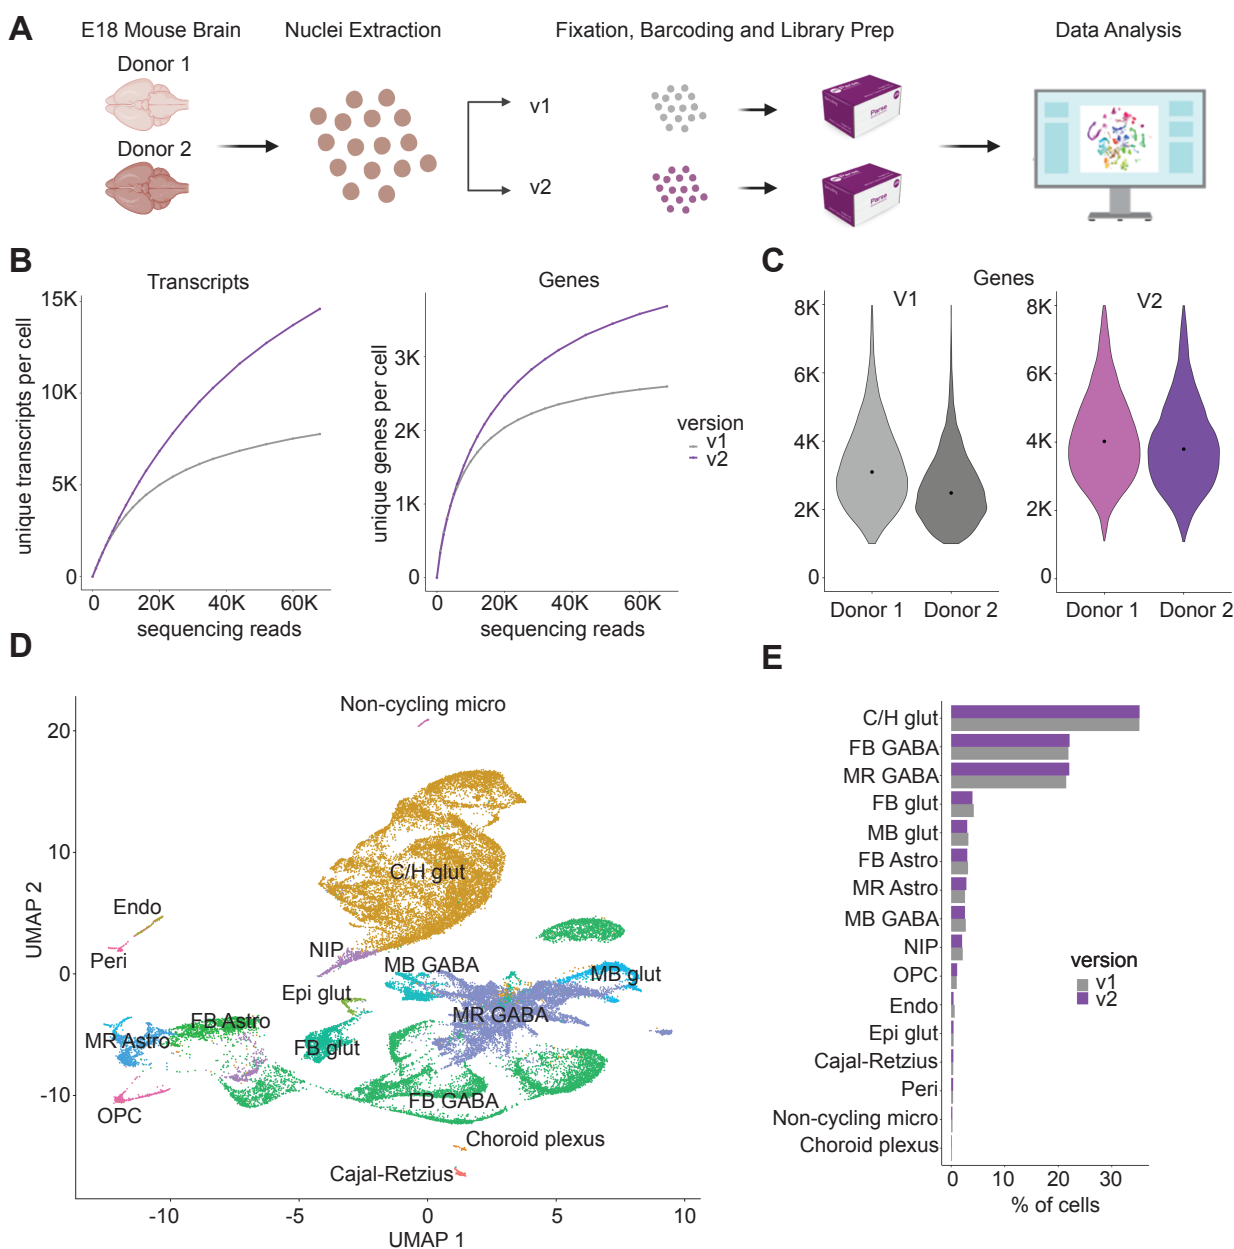 A
E18 Mouse Brain
Nuclei Extraction
Fixation, Barcoding and Library Prep
Data Analysis
Donor 1
Donor 2
v1
v2
Parse
Parse
B
Transcripts
Genes
15K
10K
5K
0
unique transcripts per cell
0
20K
40K
60K
sequencing reads
3K
2K
1K
0
unique genes per cell
0
20K
40K
60K
sequencing reads
version
v1
v2
C
Genes
V1
V2
8K
6K
4K
2K
0
Donor 1
Donor 2
8K
6K
4K
2K
0
Donor 1
Donor 2
D
Non-cycling micro
C/H glut
Endo
Peri
NIP
MB GABA
MB glut
Epi glut
MR GABA
FB Astro
MR Astro
FB glut
FB GABA
OPC
Choroid plexus
Cajal-Retzius
20
10
0
-10
UMAP 2
-10
-5
0
5
10
UMAP 1
E
C/H glut
FB GABA
MR GABA
FB glut
MB glut
FB Astro
MR Astro
MB GABA
NIP
OPC
Endo
Epi glut
Cajal-Retzius
Peri
Non-cycling micro
Choroid plexus
0
10
20
30
% of cells
version
v1
v2